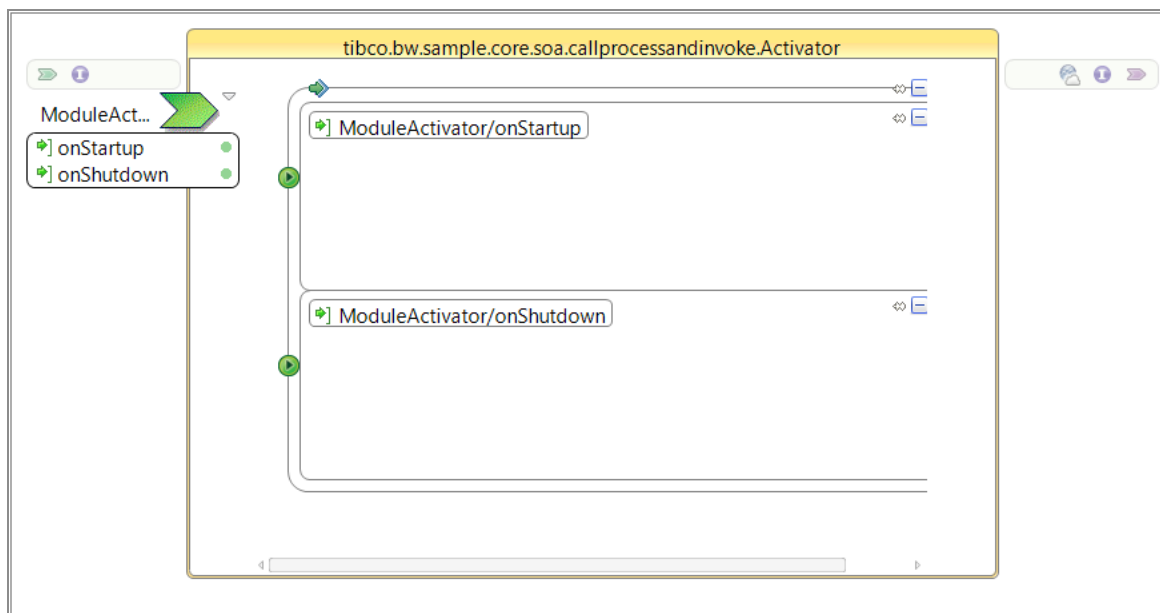 tibco.bw.sample.core.soa.callprocessandinvoke.Activator
ModuleAct...
onStartup
onShutdown
ModuleActivator/onStartup
ModuleActivator/onShutdown